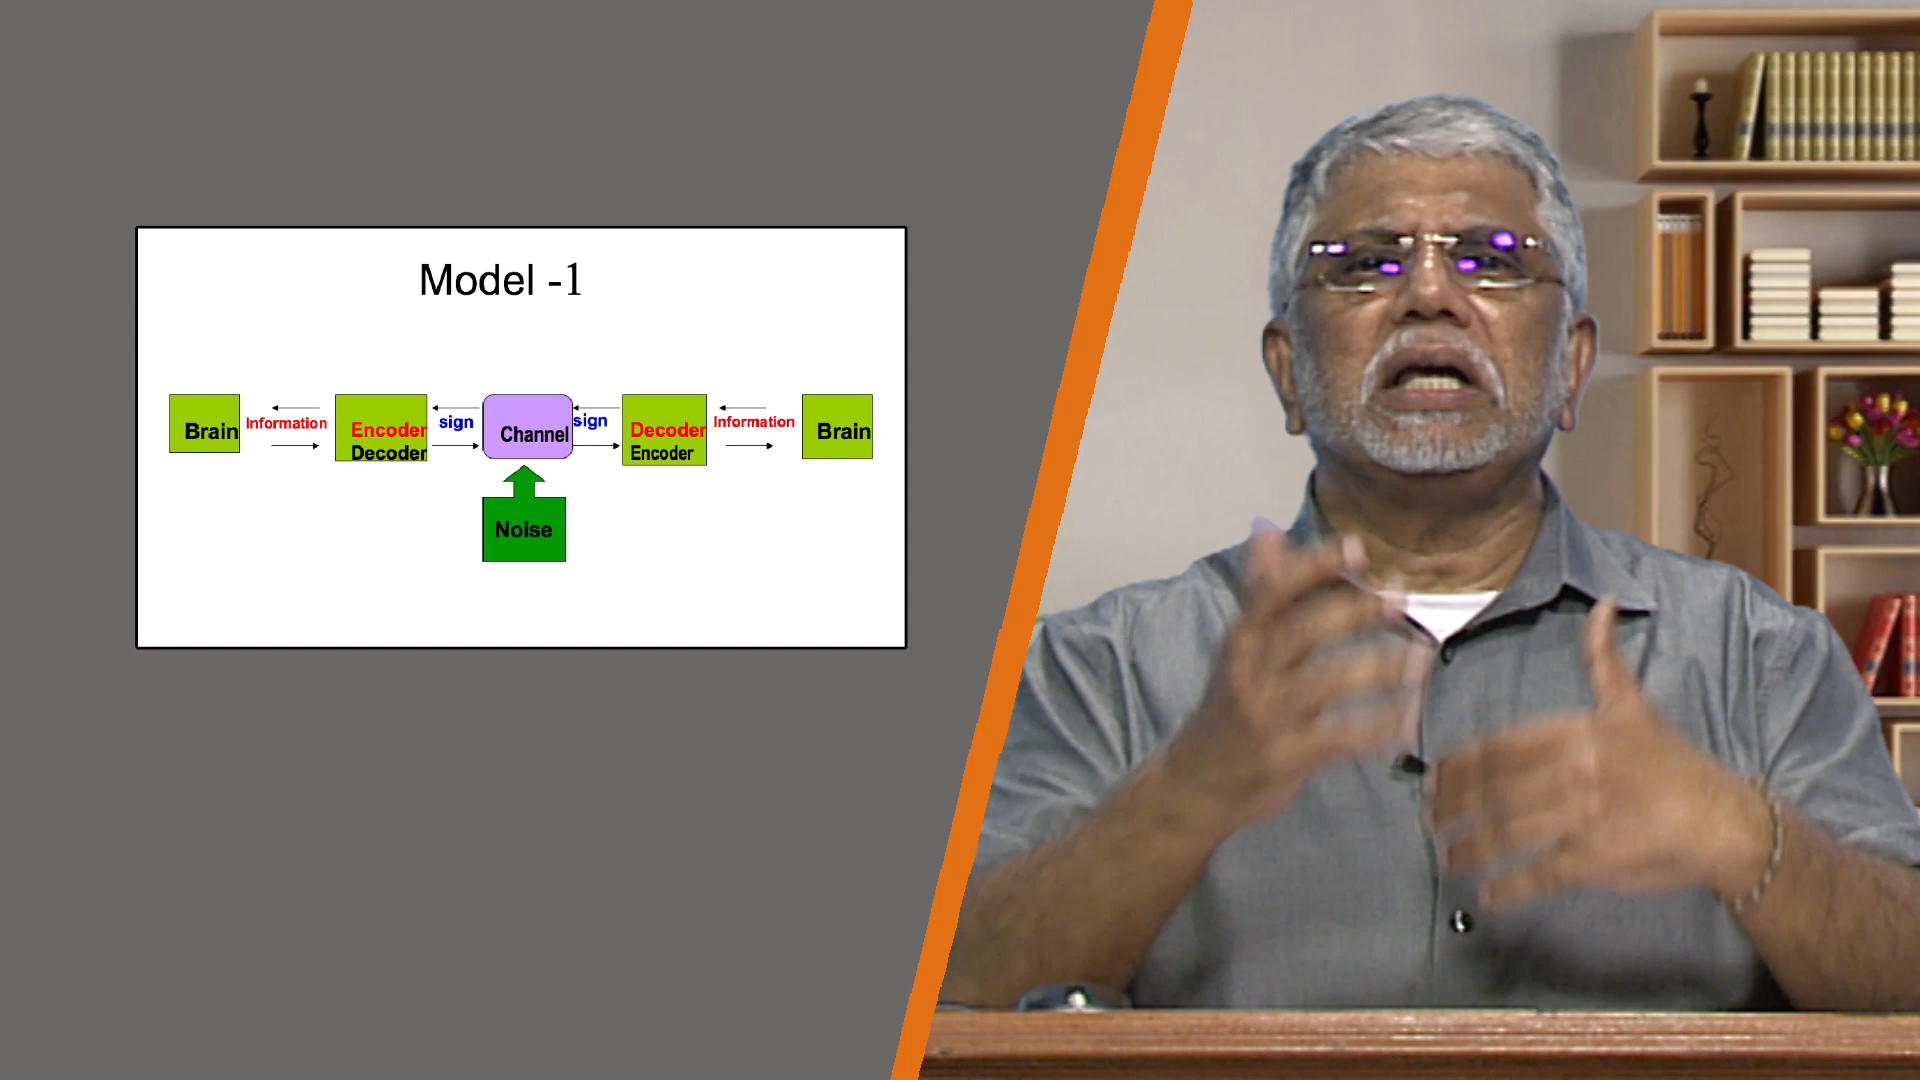 Model -1
Brain
Information
Encoder
Decoder
sign
Channel
sign
Decoder
Encoder
Information
Brain
Noise